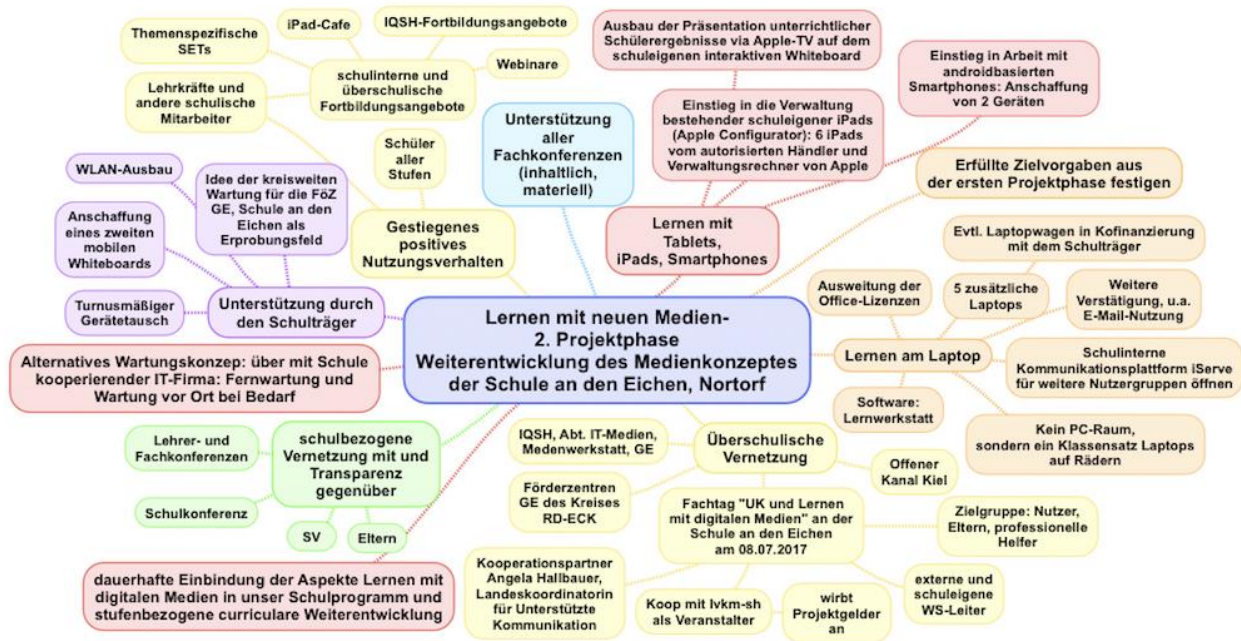 Themenspezifische
SETs
iPad-Cafe
IQSH-Fortbildungsangebote
Webinare
schulinterne und
überschulische
Fortbildungsangebote
Lehrkräfte und
andere schulische
Mitarbeiter
Schüler
aller
Stufen
Gestiegenes
positives
Nutzungsverhalten
Unterstützung
aller
Fachkonferenzen
(inhaltlich,
materiell)
Ausbau der Präsentation unterrichtlicher
Schülerergebnisse via Apple-TV auf dem
schuleigenen interaktiven Whiteboard
Einstieg in die Verwaltung
bestehender schuleigener iPads
(Apple Configurator): 6 iPads
vom autorisierten Händler und
Verwaltungsrechner von Apple
Einstieg in Arbeit mit
androidbasierten
Smartphones: Anschaffung
von 2 Geräten
Lernen mit
Tablets,
iPads, Smartphones
Erfüllte Zielvorgaben aus
der ersten Projektphase festigen
WLAN-Ausbau
Idee der kreisweiten
Wartung für die FöZ
GE, Schule an den
Eichen als
Erprobungsfeld
Anschaffung
eines zweiten
mobilen
Whiteboards
Turnusmäßiger
Gerätetausch
Unterstützung durch
den Schulträger
Lernen mit neuen Medien-
2. Projektphase
Weiterentwicklung des Medienkonzeptes
der Schule an den Eichen, Nortorf
Evtl. Laptopwagen in Kofinanzierung
mit dem Schulträger
Ausweitung der
Office-Lizenzen
5 zusätzliche
Laptops
Weitere
Verstätigung, u.a.
E-Mail-Nutzung
Lernen am Laptop
Schulinterne
Kommunikationsplattform iServe
für weitere Nutzergruppen öffnen
Software:
Lernwerkstatt
Kein PC-Raum,
sondern ein Klassensatz Laptops
auf Rädern
Alternatives Wartungskonzep: über mit Schule
kooperierender IT-Firma: Fernwartung und
Wartung vor Ort bei Bedarf
Lehrer- und
Fachkonferenzen
schulbezogene
Vernetzung mit und
Transparenz
gegenüber
Schulkonferenz
SV
Eltern
dauerhafte Einbindung der Aspekte Lernen mit
digitalen Medien in unser Schulprogramm und
stufenbezogene curriculare Weiterentwicklung
IQSH, Abt. IT-Medien,
Medenwerkstatt, GE
Überschulische
Vernetzung
Offener
Kanal Kiel
Förderzentren
GE des Kreises
RD-ECK
Fachtag "UK und Lernen
mit digitalen Medien" an der
Schule an den Eichen
am 08.07.2017
Zielgruppe: Nutzer,
Eltern, professionelle
Helfer
Kooperationspartner
Angela Hallbauer,
Landeskoordinatorin
für Unterstützte
Kommunikation
Koop mit lvkm-sh
als Veranstalter
wirbt
Projektgelder
an
externe und
schuleigene
WS-Leiter